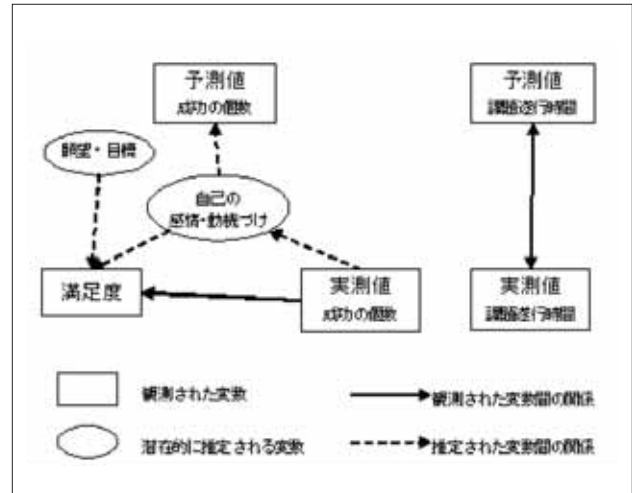 予測値
成功の個数
予測値
課題遂行時間
願望・目標
自己の
感情・動機づけ
満足度
実測値
成功の個数
実測値
課題遂行時間
観測された変数
観測された変数間の関係
潜在的に推定される変数
推定された変数間の関係